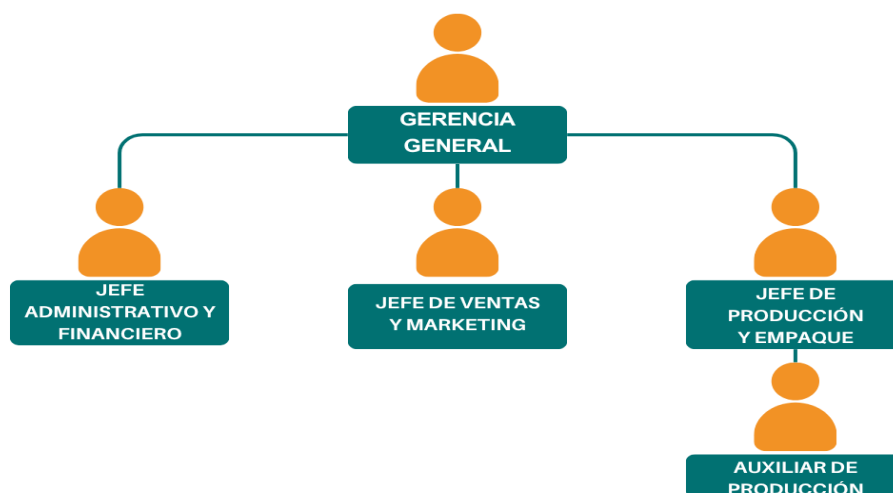 GERENCIA
GENERAL
JEFE
ADMINISTRATIVO Y
FINANCIERO
JEFE DE VENTAS
Y MARKETING
JEFE DE
PRODUCCIÓN
Y EMPAQUE
AUXILIAR DE
PRODUCCIÓN